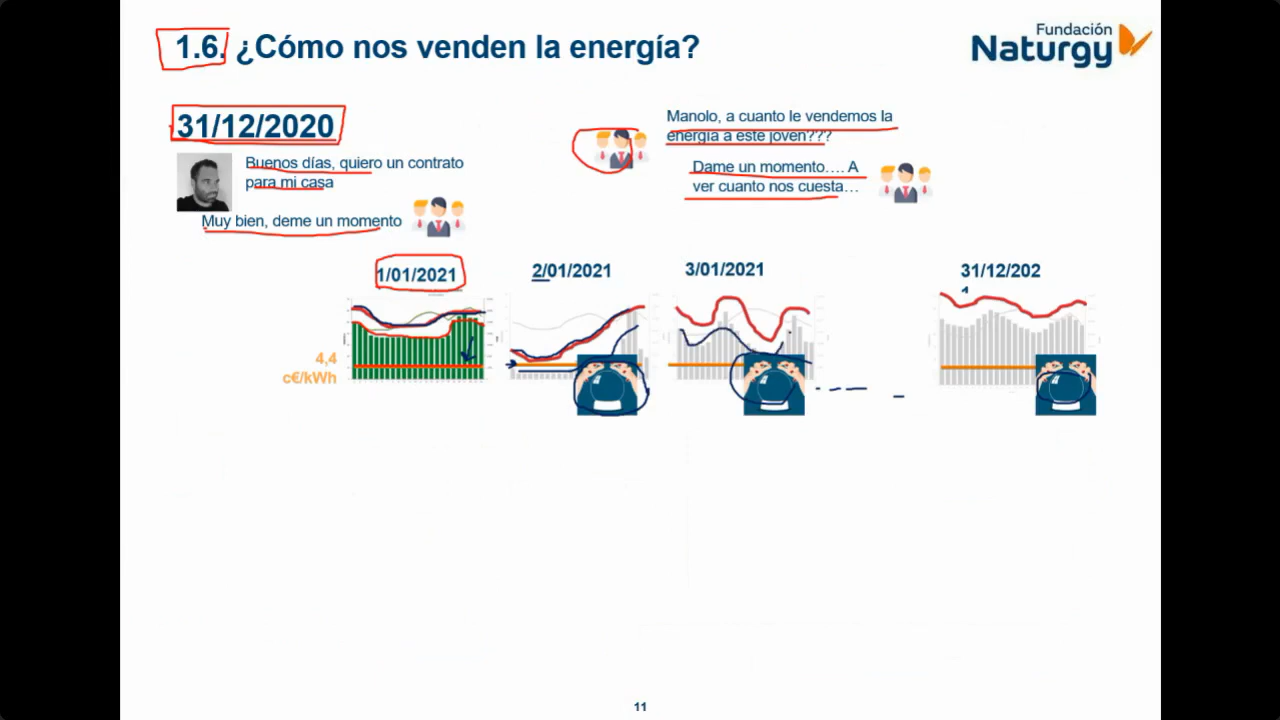 1.6. ¿Cómo nos venden la energía?
Fundación
Naturgy
31/12/2020
Buenos días, quiero un contrato
para mi casa
Muy bien, deme un momento
Manolo, a cuanto le vendemos la
energía a este joven???
Dame un momento…. A
ver cuanto nos cuesta…
1/01/2021
2/01/2021
3/01/2021
31/12/202
1
4,4
c€/kWh
11